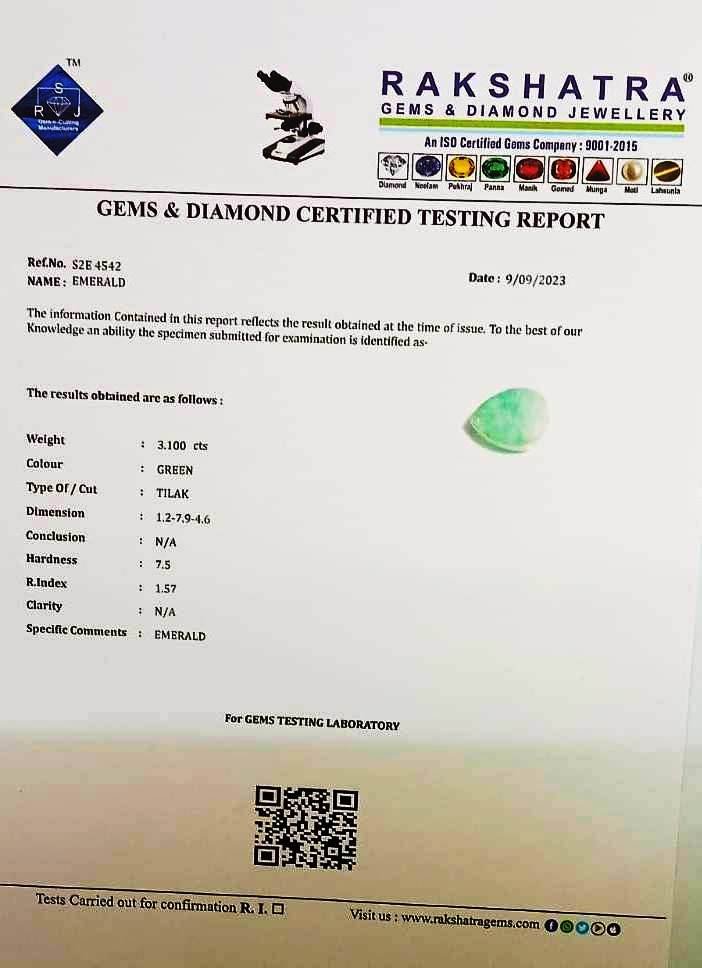 TM
S
R J
Gems Cutting
Manufacturers
RAKSHATRA®
GEMS & DIAMOND JEWELLERY
An ISO Certified Gems Company : 9001-2015
Diamond Neelam Pukhraj Panna Manik Gomed Munga Moti Lahsunia
GEMS & DIAMOND CERTIFIED TESTING REPORT
Ref.No. S2E 4542
NAME : EMERALD
Date : 9/09/2023
The information Contained in this report reflects the result obtained at the time of issue. To the best of our
Knowledge an ability the specimen submitted for examination is identified as-
The results obtained are as follows :
Weight : 3.100 cts
Colour : GREEN
Type Of / Cut : TILAK
Dimension : 1.2-7.9-4.6
Conclusion : N/A
Hardness : 7.5
R.Index : 1.57
Clarity : N/A
Specific Comments : EMERALD
For GEMS TESTING LABORATORY
Tests Carried out for confirmation R. I. ☐
Visit us : www.rakshatragems.com